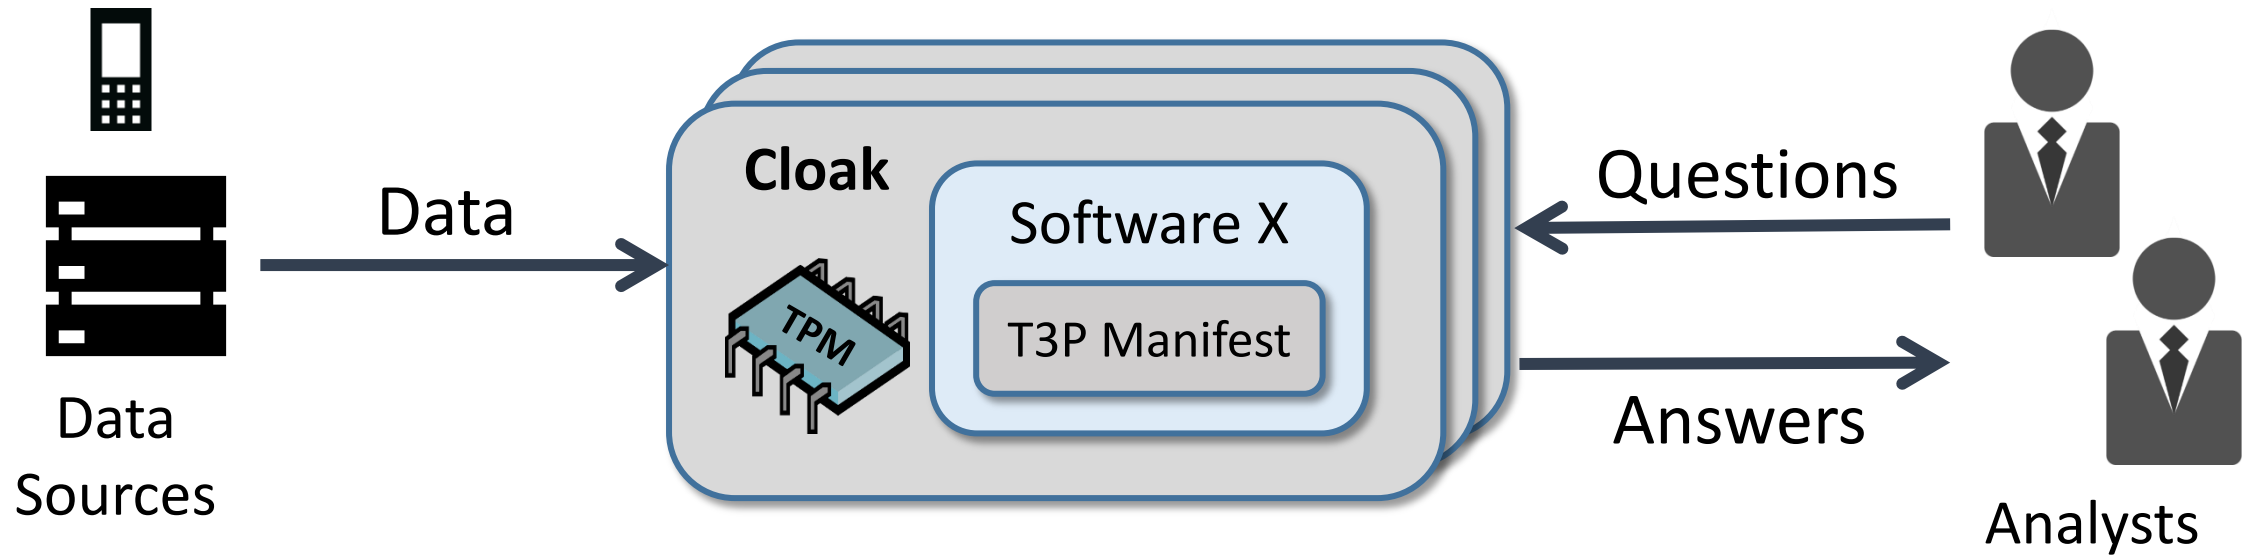 Data
Sources
Data
Cloak
TPM
Software X
T3P Manifest
Questions
Answers
Analysts